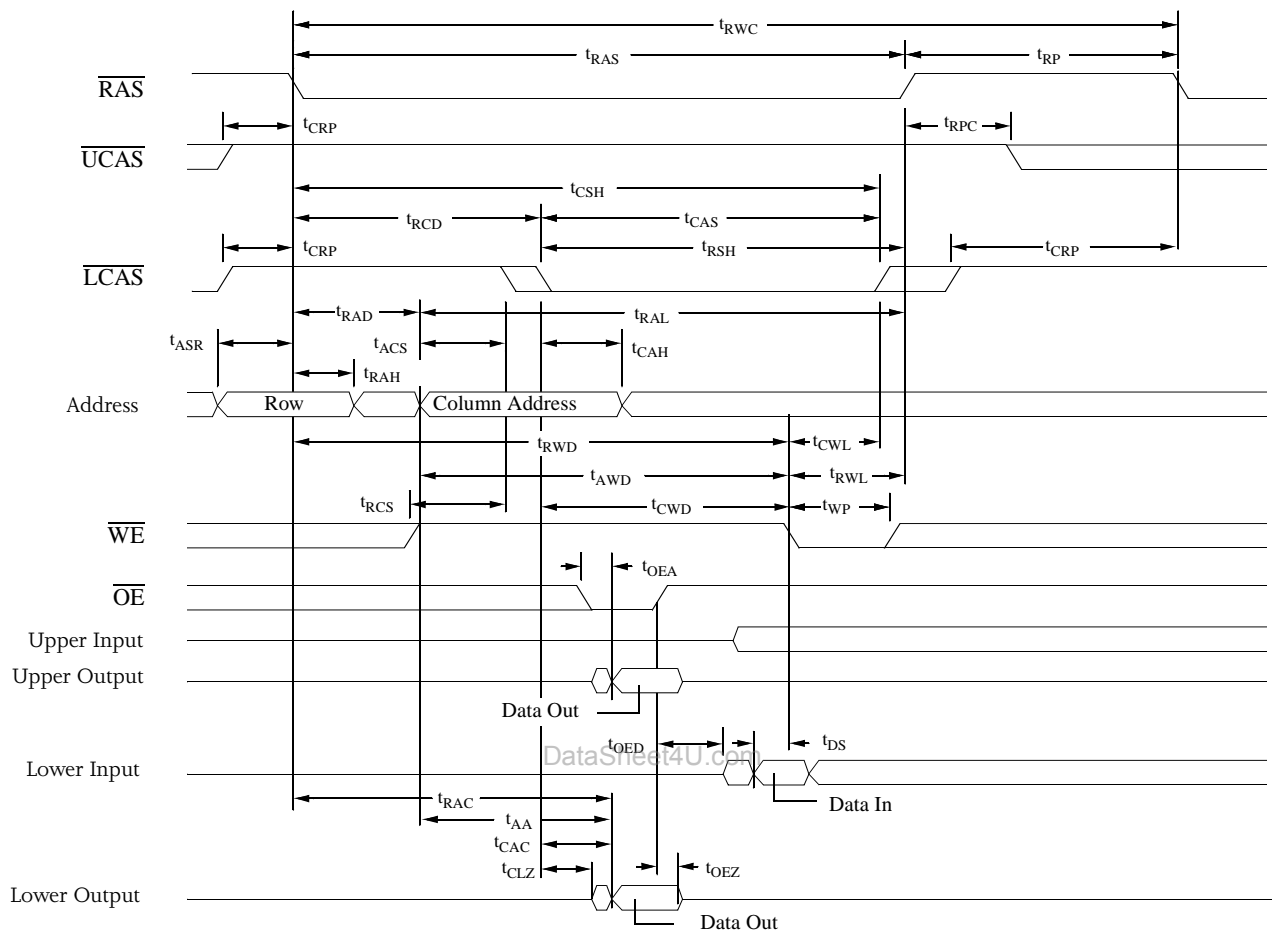 tRWC
tRAS
tRP
RAS
tCRP
tRPC
UCAS
tCSH
tRCD
tCAS
tCRP
tRSH
tCRP
LCAS
tRAD
tRAL
tASR
tACS
tCAH
tRAH
Address
Row
Column Address
tRWD
tCWL
tAWD
tRWL
tRCS
tCWD
tWP
WE
tOEA
OE
Upper Input
Upper Output
Data Out
tOED
tDS
DataSheet4U.com
Lower Input
tRAC
Data In
tAA
tCAC
tCLZ
tOEZ
Lower Output
Data Out